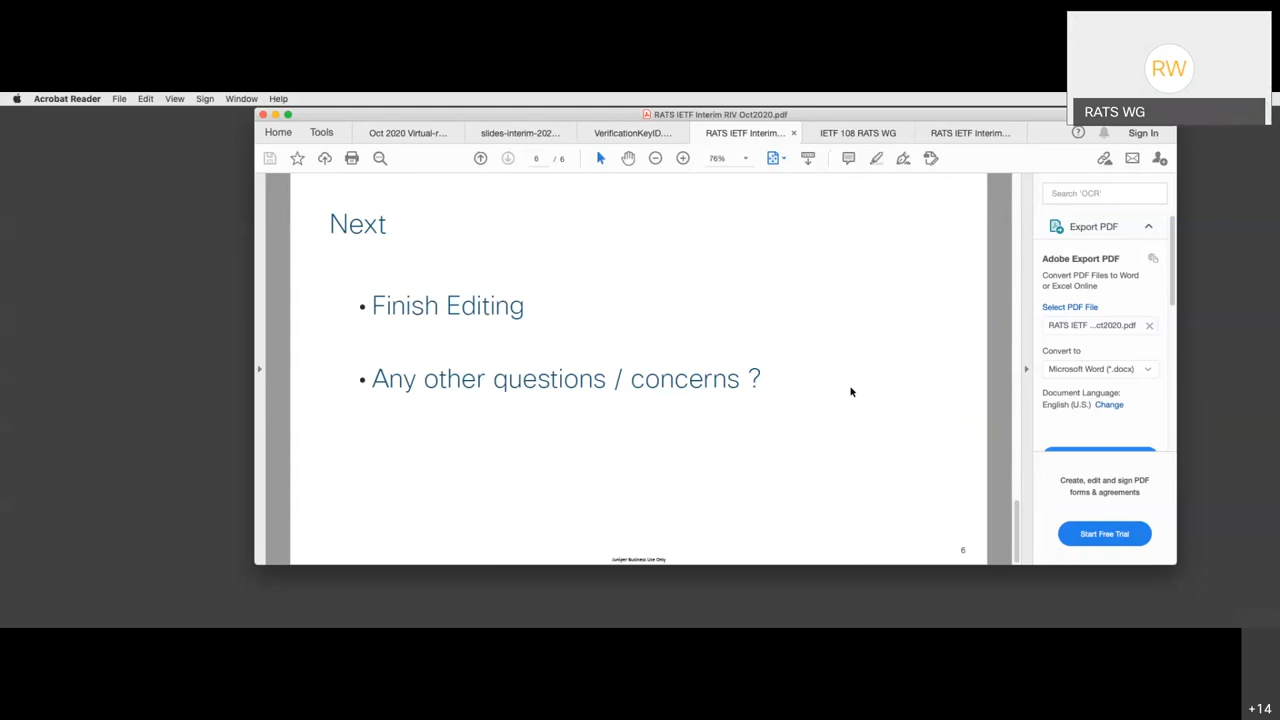 RW
RATS WG
Acrobat Reader File Edit View Sign Window Help
RATS IETF Interim RIV Oct2020.pdf
Home Tools Oct 2020 Virtual-r... slides-interim-202... VerificationKeyID.... RATS IETF Interim... × IETF 108 RATS WG RATS IETF Interim... Sign In
6 / 6 76%
Next
• Finish Editing
• Any other questions / concerns ?
Juniper Business Use Only
6
Search 'OCR'
Export PDF
Adobe Export PDF
Convert PDF Files to Word
or Excel Online
Select PDF File
RATS IETF ...ct2020.pdf
Convert to
Microsoft Word (*.docx)
Document Language:
English (U.S.) Change
Create, edit and sign PDF
forms & agreements
Start Free Trial
+14